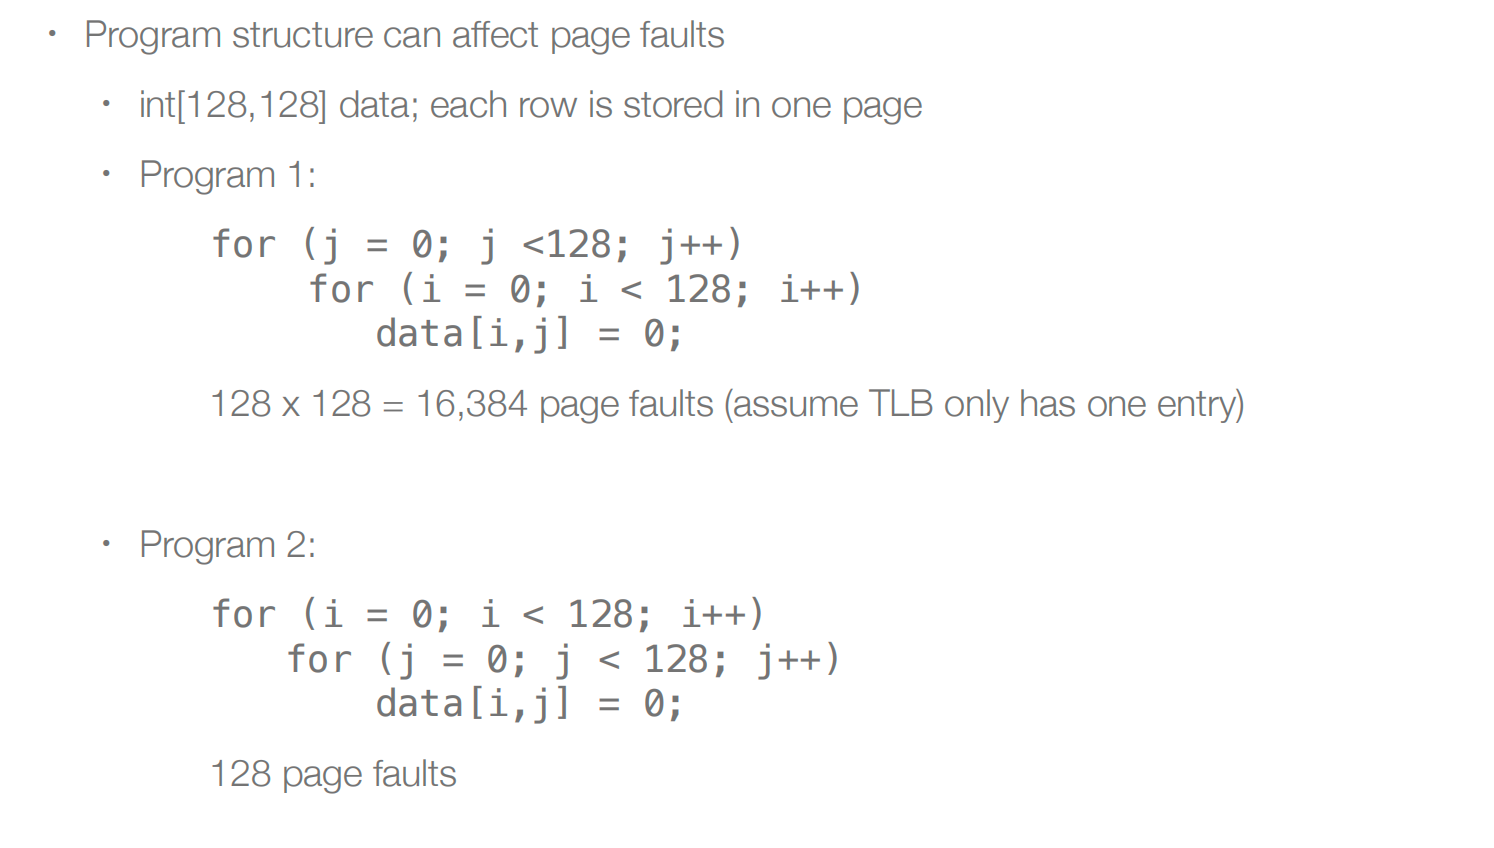 • Program structure can affect page faults
• int[128,128] data; each row is stored in one page
• Program 1:
for (j = 0; j <128; j++)
for (i = 0; i < 128; i++)
data[i,j] = 0;
128 x 128 = 16,384 page faults (assume TLB only has one entry)
• Program 2:
for (i = 0; i < 128; i++)
for (j = 0; j < 128; j++)
data[i,j] = 0;
128 page faults